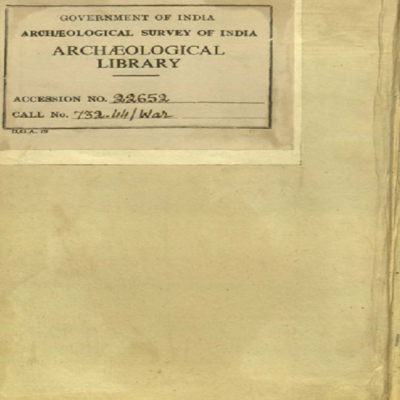 GOVERNMENT OF INDIA
ARCHÆOLOGICAL SURVEY OF INDIA
ARCHÆOLOGICAL
LIBRARY
ACCESSION NO. 22652
CALL No. 732.44/War
D.G.A. 79